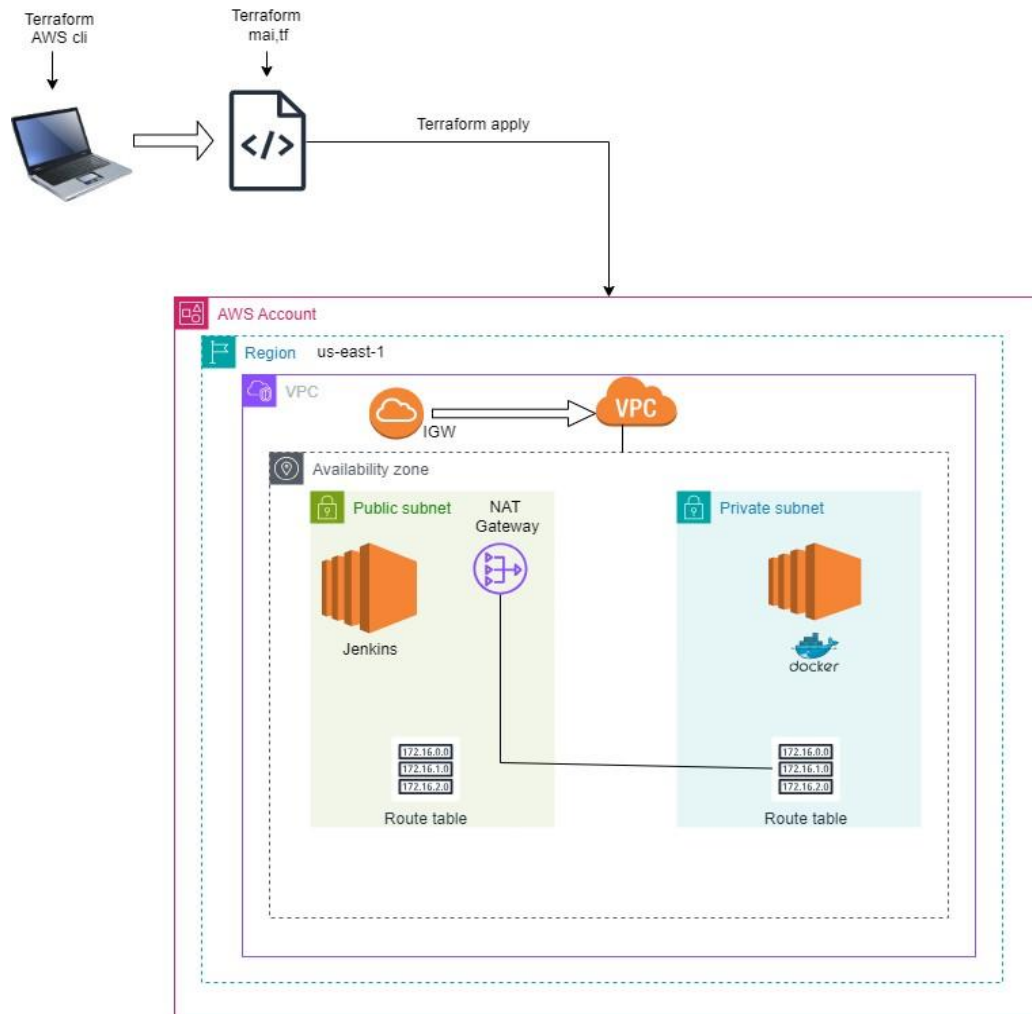 Terraform
AWS cli
Terraform
mai,tf
</>
Terraform apply
AWS Account
Region us-east-1
VPC
IGW
VPC
Availability zone
Public subnet
NAT
Gateway
Private subnet
Jenkins
docker
172.16.0.0
172.16.1.0
172.16.2.0
Route table
172.16.0.0
172.16.1.0
172.16.2.0
Route table